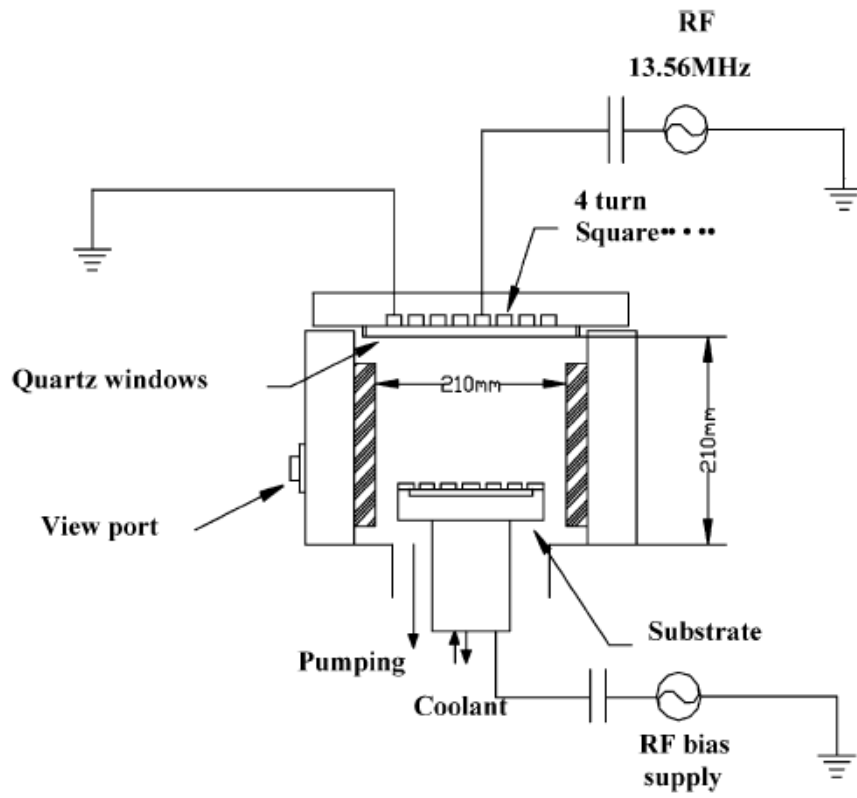 RF
13.56MHz
4 turn
Square•• • ••
Quartz windows
210mm
210mm
View port
Substrate
Pumping
Coolant
RF bias
supply